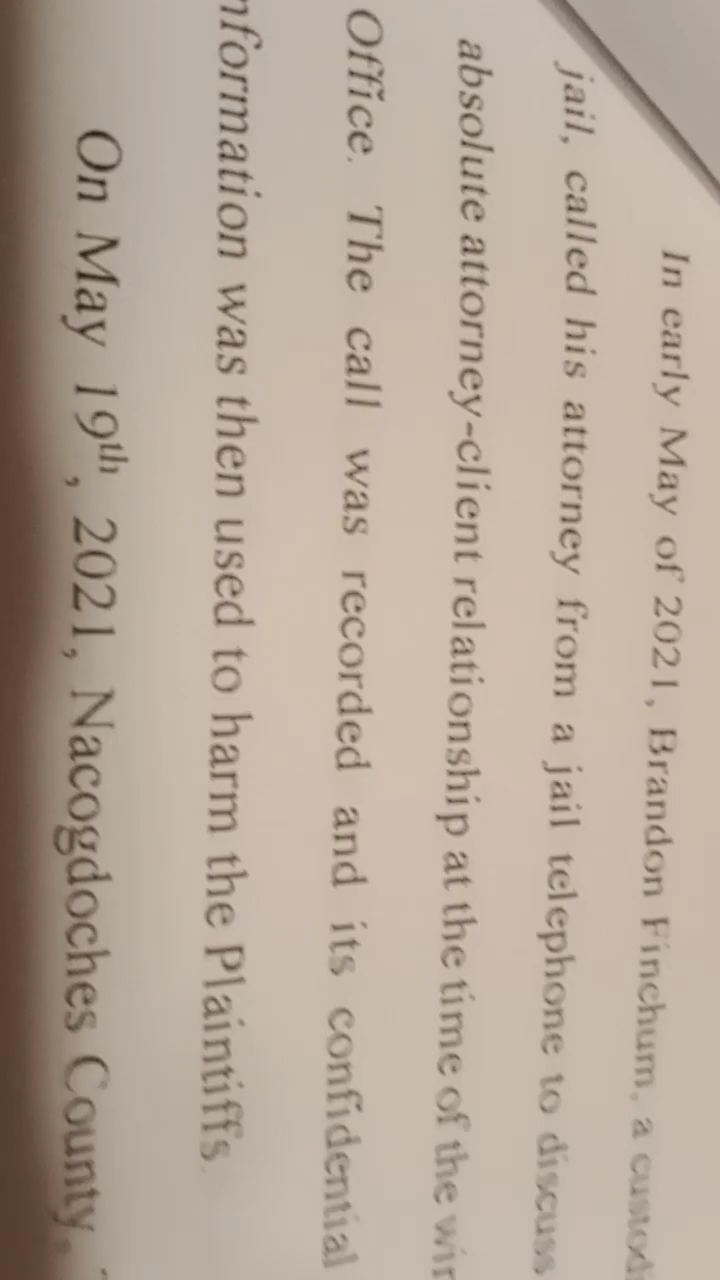 In early May of 2021, Brandon Finchum, a
jail, called his attorney from a jail telephone to discuss
absolute attorney-client relationship at the time of the
Office. The call was recorded and its confidential
nformation was then used to harm the Plaintiffs.
On May 19th, 2021, Nacogdoches County,